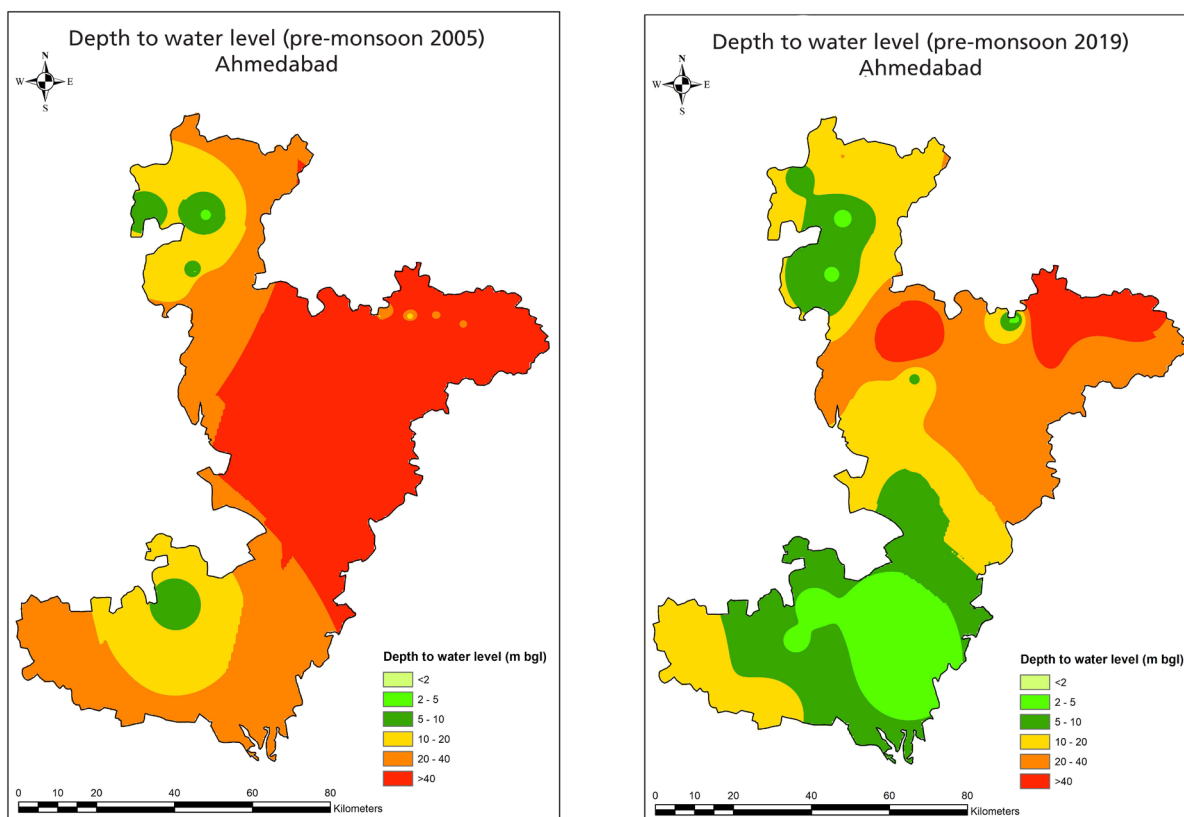 Depth to water level (pre-monsoon 2005)
Ahmedabad
N
W E
S
Depth to water level (m bgl)
<2
2 - 5
5 - 10
10 - 20
20 - 40
>40
0 20 40 60 80
Kilometers
Depth to water level (pre-monsoon 2019)
Ahmedabad
N
W E
S
Depth to water level (m bgl)
<2
2 - 5
5 - 10
10 - 20
20 - 40
>40
0 20 40 60 80
Kilometers